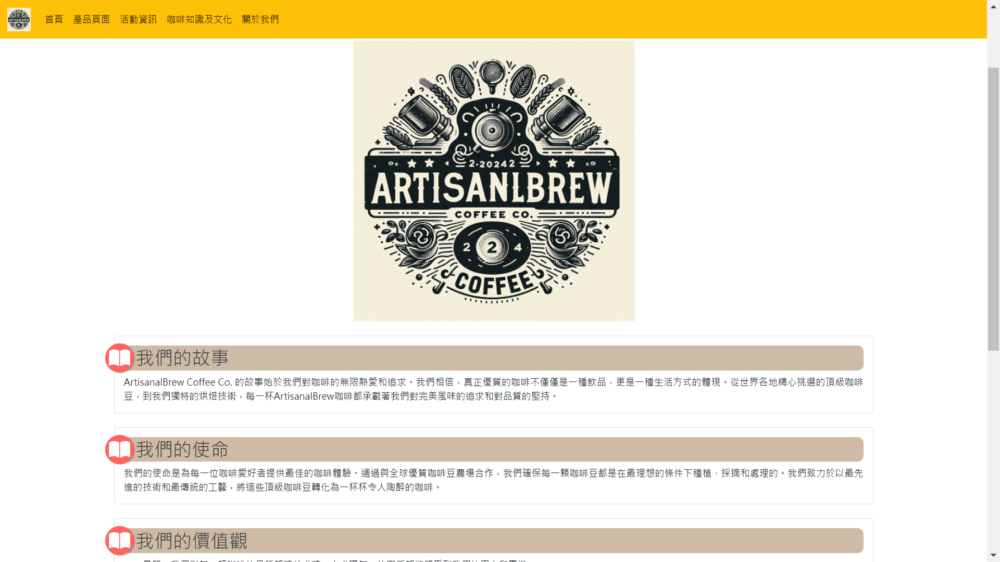 首頁 產品頁面 活動資訊 咖啡知識及文化 關於我們
2-20242
ARTISANLBREW
COFFEE CO.
2 2 4
COFFEE
我們的故事
ArtisanalBrew Coffee Co. 的故事始於我們對咖啡的無限熱愛和追求。我們相信，真正優質的咖啡不僅僅是一種飲品，更是一種生活方式的體現。從世界各地精心挑選的頂級咖啡
豆，到我們獨特的烘焙技術，每一杯ArtisanalBrew咖啡都承載著我們對完美風味的追求和對品質的堅持。
我們的使命
我們的使命是為每一位咖啡愛好者提供最佳的咖啡體驗。通過與全球優質咖啡豆農場合作，我們確保每一顆咖啡豆都是在最理想的條件下種植、採摘和處理的。我們致力於以最先
進的技術和最傳統的工藝，將這些頂級咖啡豆轉化為一杯杯令人陶醉的咖啡。
我們的價值觀